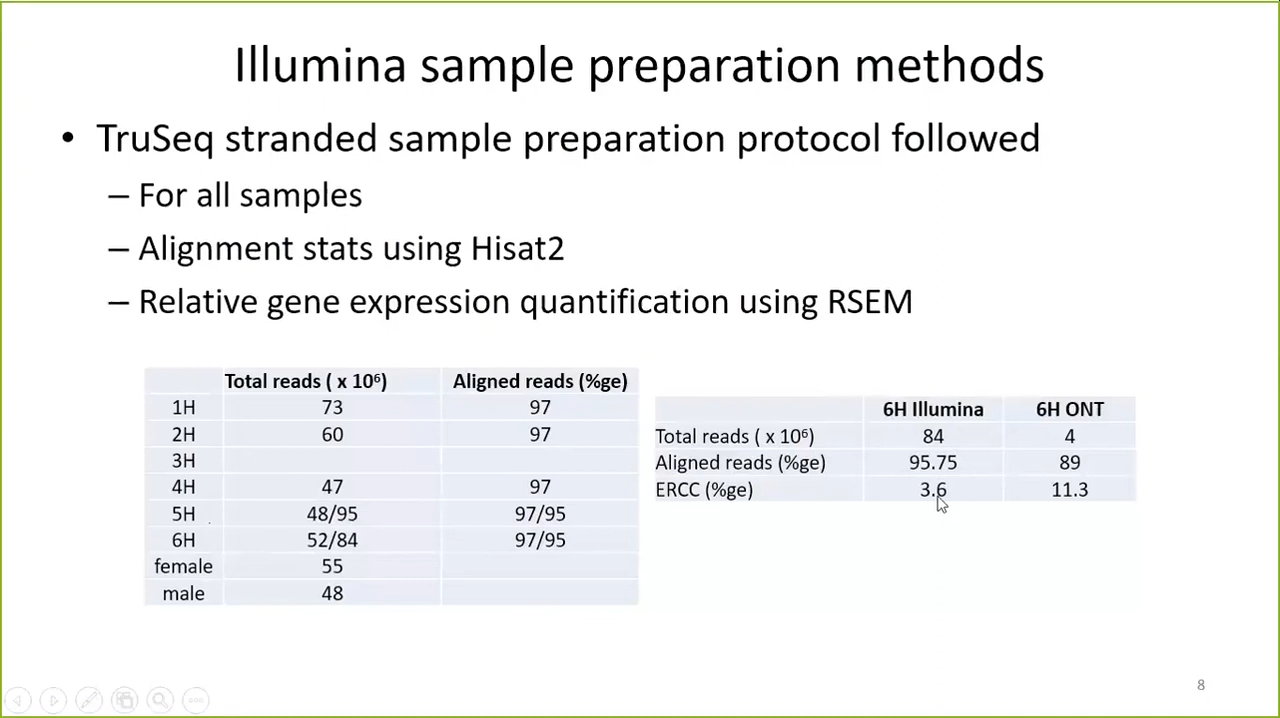 Illumina sample preparation methods
• TruSeq stranded sample preparation protocol followed
– For all samples
– Alignment stats using Hisat2
– Relative gene expression quantification using RSEM
Total reads ( x 10⁶) Aligned reads (%ge)
1H 73 97
2H 60 97
3H
4H 47 97
5H 48/95 97/95
6H 52/84 97/95
female 55
male 48
6H Illumina 6H ONT
Total reads ( x 10⁶) 84 4
Aligned reads (%ge) 95.75 89
ERCC (%ge) 3.6 11.3
8